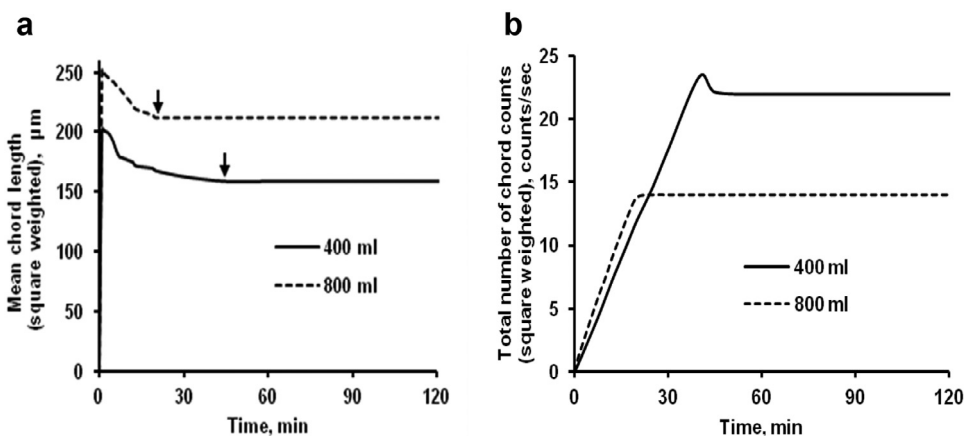 a
Mean chord length
(square weighted), μm
250
200
150
100
50
0
400 ml
800 ml
0
30
60
90
120
Time, min
b
Total number of chord counts
(square weighted), counts/sec
25
20
15
10
5
0
400 ml
800 ml
0
30
60
90
120
Time, min